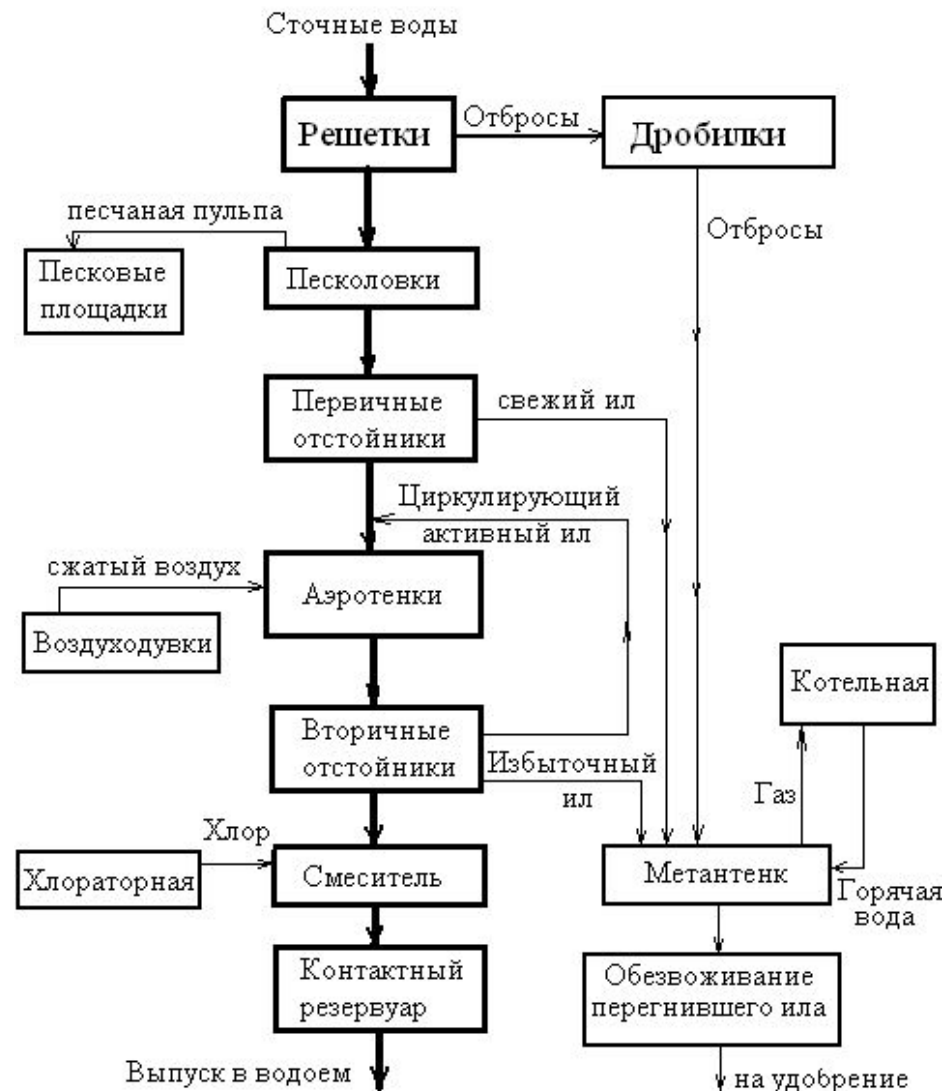 Сточные воды
Решетки
Отбросы
Дробилки
песчаная пульпа
Отбросы
Песковые
площадки
Песколовки
Первичные
отстойники
свежий ил
Циркулирующий
активный ил
сжатый воздух
Аэротенки
Воздуходувки
Котельная
Вторичные
отстойники
Избыточный
ил
Газ
Хлор
Хлораторная
Смеситель
Метантенк
Горячая
вода
Контактный
резервуар
Обезвоживание
перегнившего ила
Выпуск в водоем
на удобрение